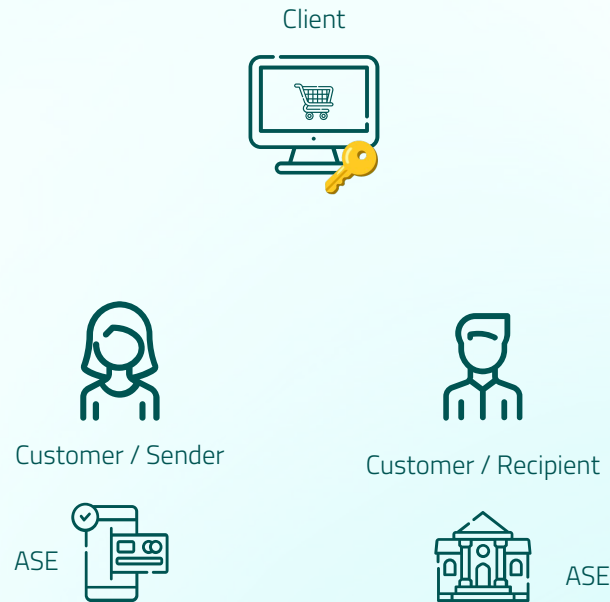 Client
Customer / Sender
Customer / Recipient
ASE
ASE